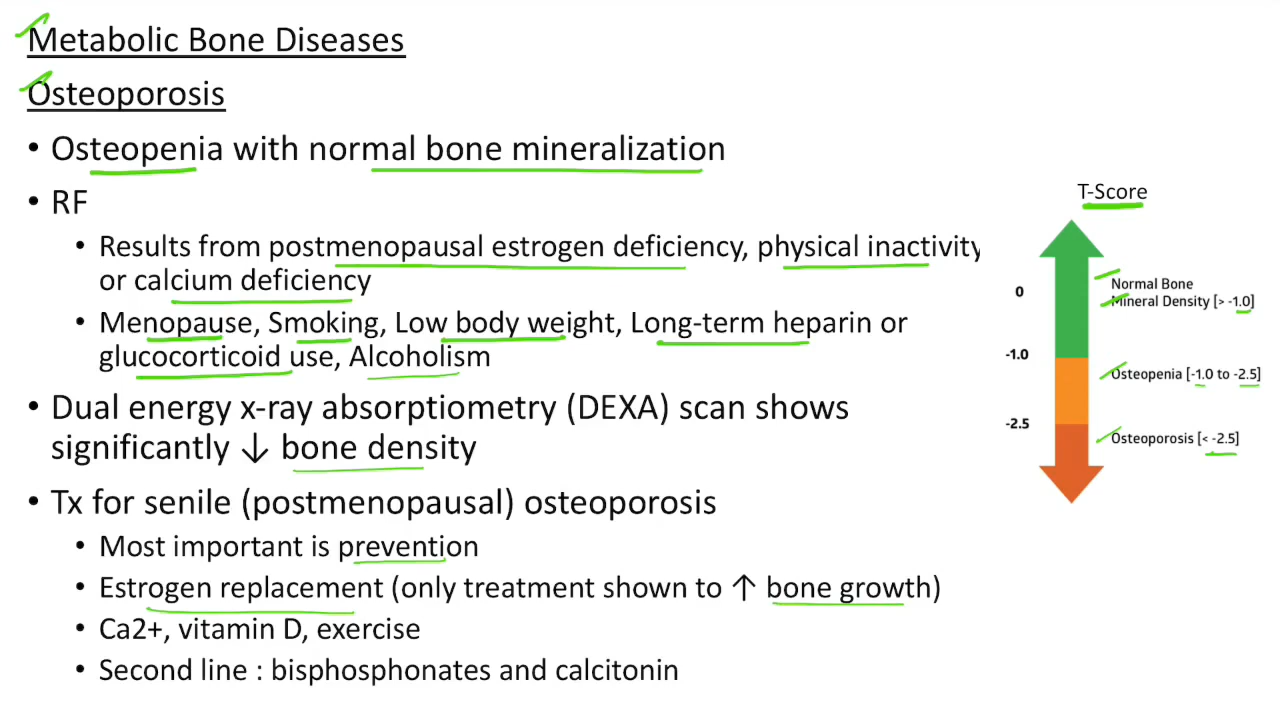 Metabolic Bone Diseases
Osteoporosis
• Osteopenia with normal bone mineralization
• RF
• Results from postmenopausal estrogen deficiency, physical inactivity
or calcium deficiency
• Menopause, Smoking, Low body weight, Long-term heparin or
glucocorticoid use, Alcoholism
• Dual energy x-ray absorptiometry (DEXA) scan shows
significantly ↓ bone density
• Tx for senile (postmenopausal) osteoporosis
• Most important is prevention
• Estrogen replacement (only treatment shown to ↑ bone growth)
• Ca2+, vitamin D, exercise
• Second line : bisphosphonates and calcitonin
T-Score
0
Normal Bone
Mineral Density [> -1.0]
-1.0
Osteopenia [-1.0 to -2.5]
-2.5
Osteoporosis [< -2.5]